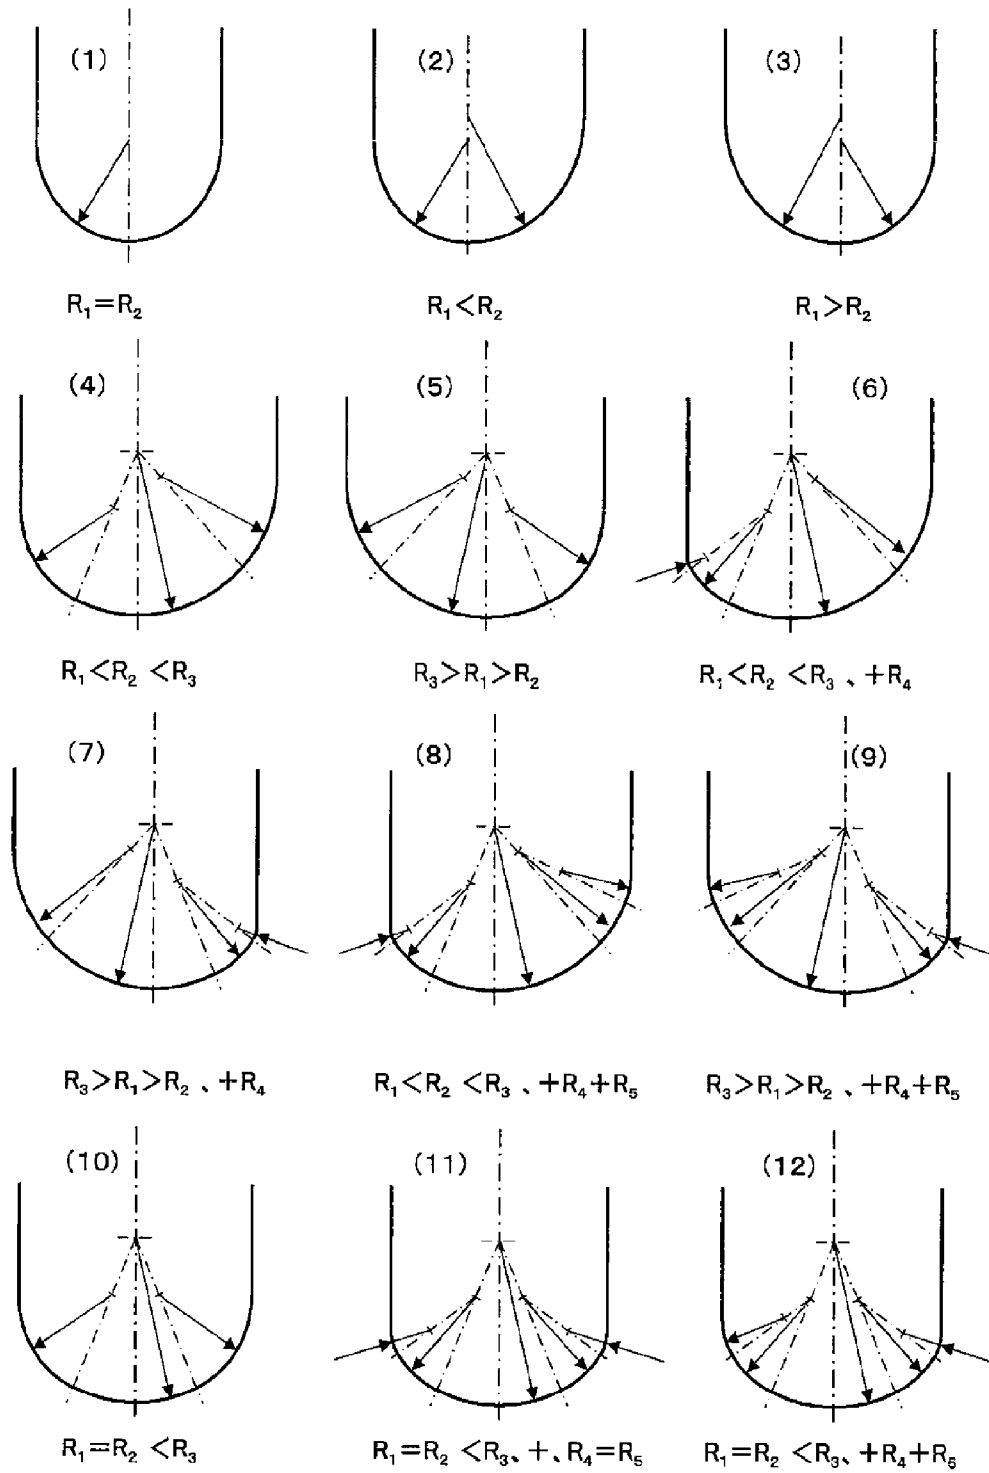 (1) (2) (3)
R₁=R₂ R₁<R₂ R₁>R₂
(4) (5) (6)
R₁<R₂<R₃ R₃>R₁>R₂ R₁<R₂<R₃、+R₄
(7) (8) (9)
R₃>R₁>R₂、+R₄ R₁<R₂<R₃、+R₄+R₅ R₃>R₁>R₂、+R₄+R₅
(10) (11) (12)
R₁=R₂<R₃ R₁=R₂<R₃、+、R₄=R₅ R₁=R₂<R₃、+R₄+R₅